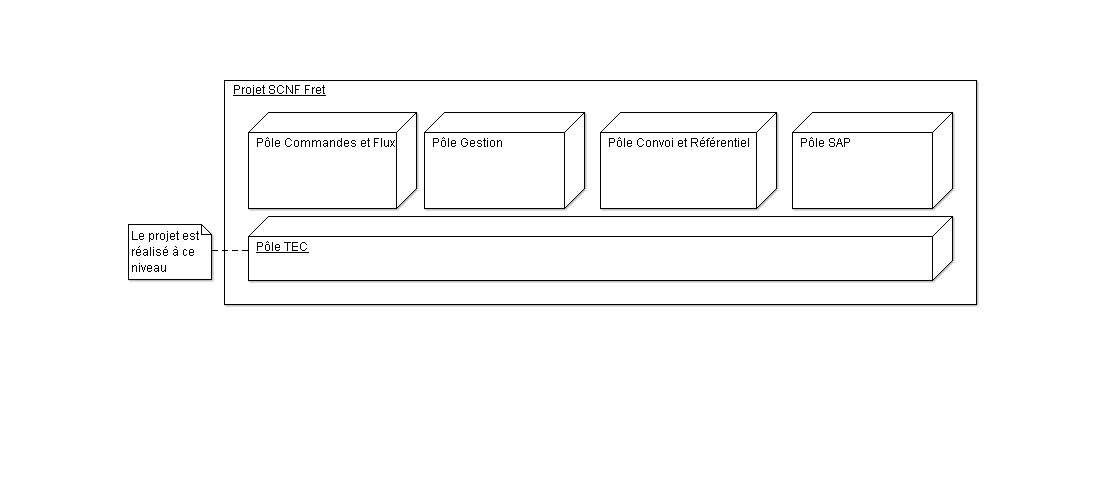 Projet SCNF Fret
Pôle Commandes et Flux
Pôle Gestion
Pôle Convoi et Référentiel
Pôle SAP
Le projet est
réalisé à ce
niveau
Pôle TEC